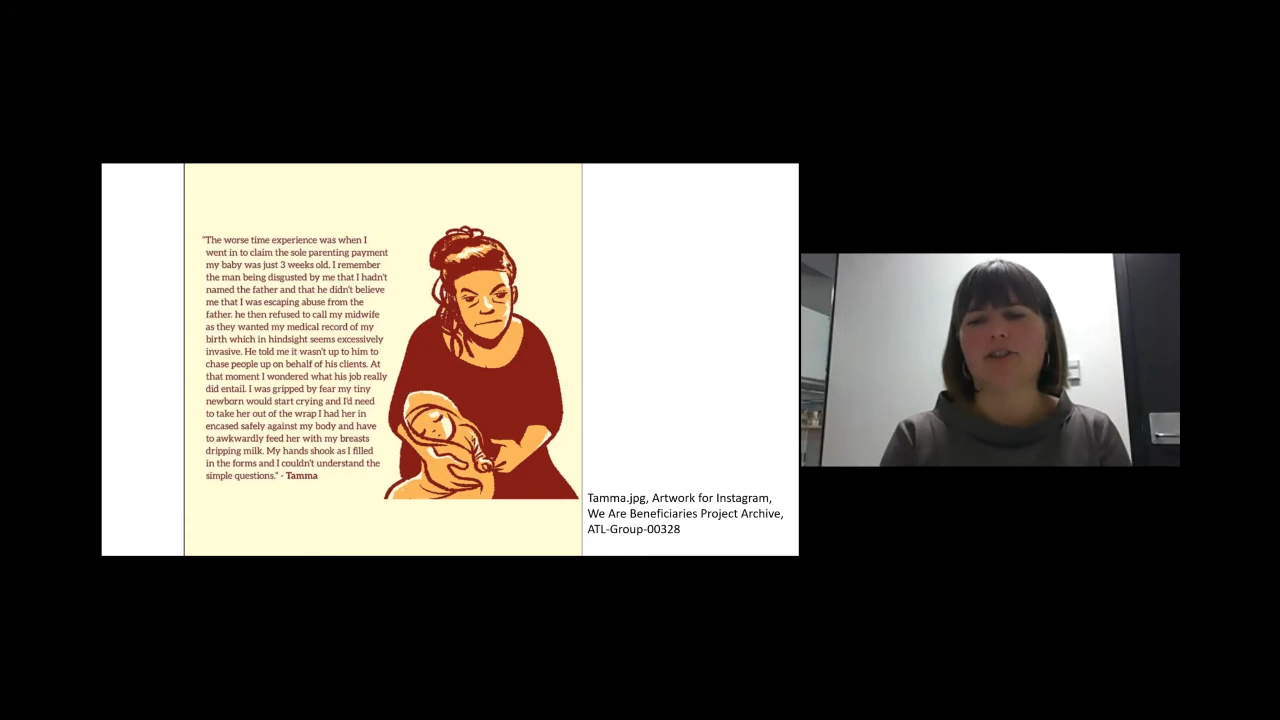 "The worse time experience was when I
went in to claim the sole parenting payment
my baby was just 3 weeks old. I remember
the man being disgusted by me that I hadn't
named the father and that he didn't believe
me that I was escaping abuse from the
father. he then refused to call my midwife
as they wanted my medical record of my
birth which in hindsight seems excessively
invasive. He told me it wasn't up to him to
chase people up on behalf of his clients. At
that moment I wondered what his job really
did entail. I was gripped by fear my tiny
newborn would start crying and I'd need
to take her out of the wrap I had her in
encased safely against my body and have
to awkwardly feed her with my breasts
dripping milk. My hands shook as I filled
in the forms and I couldn't understand the
simple questions." - Tamma
Tamma.jpg, Artwork for Instagram,
We Are Beneficiaries Project Archive,
ATL-Group-00328